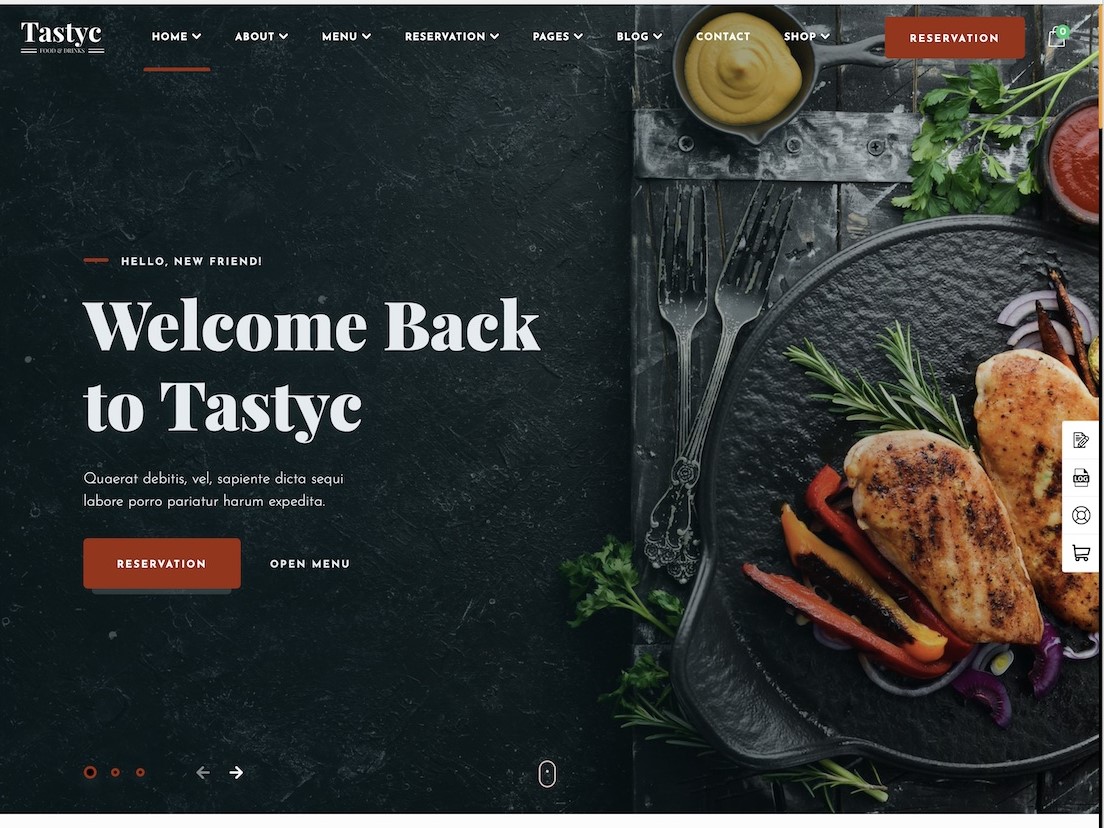 Tastyc
FOOD & DRINKS
HOME ABOUT MENU RESERVATION PAGES BLOG CONTACT SHOP
RESERVATION
0
HELLO, NEW FRIEND!
Welcome Back
to Tastyc
Quaerat debitis, vel, sapiente dicta sequi
labore porro pariatur harum expedita.
RESERVATION OPEN MENU
LOG